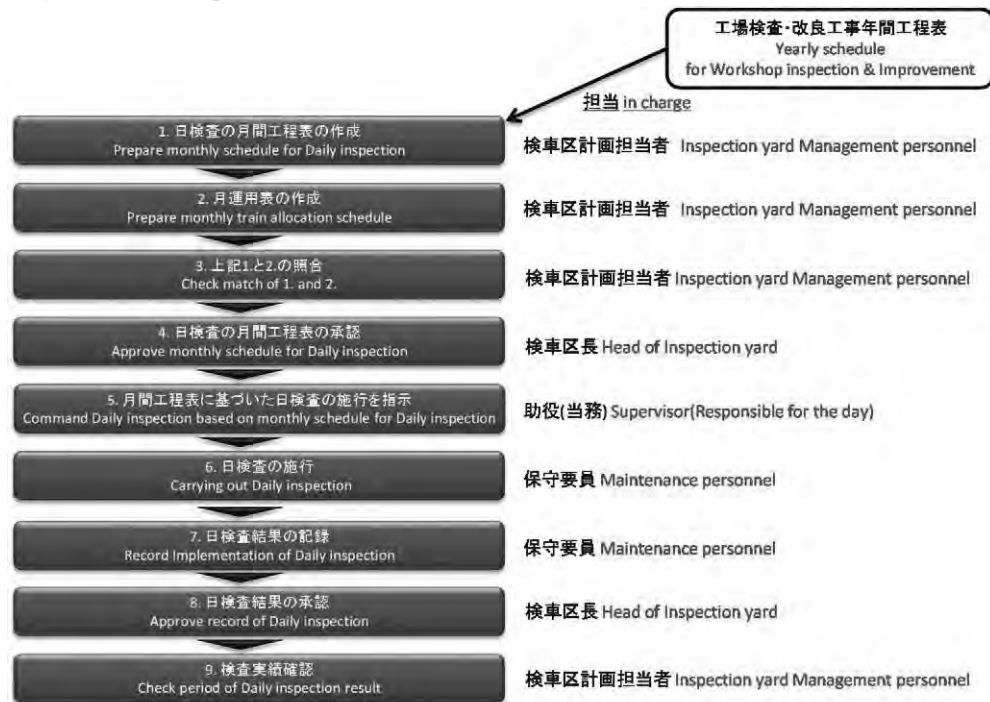 工場検査・改良工事年間工程表
Yearly schedule
for Workshop inspection & Improvement
担当 in charge
1. 日検査の月間工程表の作成
Prepare monthly schedule for Daily inspection
検車区計画担当者 Inspection yard Management personnel
2. 月運用表の作成
Prepare monthly train allocation schedule
検車区計画担当者 Inspection yard Management personnel
3. 上記1.と2.の照合
Check match of 1. and 2.
検車区計画担当者 Inspection yard Management personnel
4. 日検査の月間工程表の承認
Approve monthly schedule for Daily inspection
検車区長 Head of Inspection yard
5. 月間工程表に基づいた日検査の施行を指示
Command Daily inspection based on monthly schedule for Daily inspection
助役(当務) Supervisor(Responsible for the day)
6. 日検査の施行
Carrying out Daily inspection
保守要員 Maintenance personnel
7. 日検査結果の記録
Record Implementation of Daily inspection
保守要員 Maintenance personnel
8. 日検査結果の承認
Approve record of Daily inspection
検車区長 Head of Inspection yard
9. 検査実績確認
Check period of Daily inspection result
検車区計画担当者 Inspection yard Management personnel